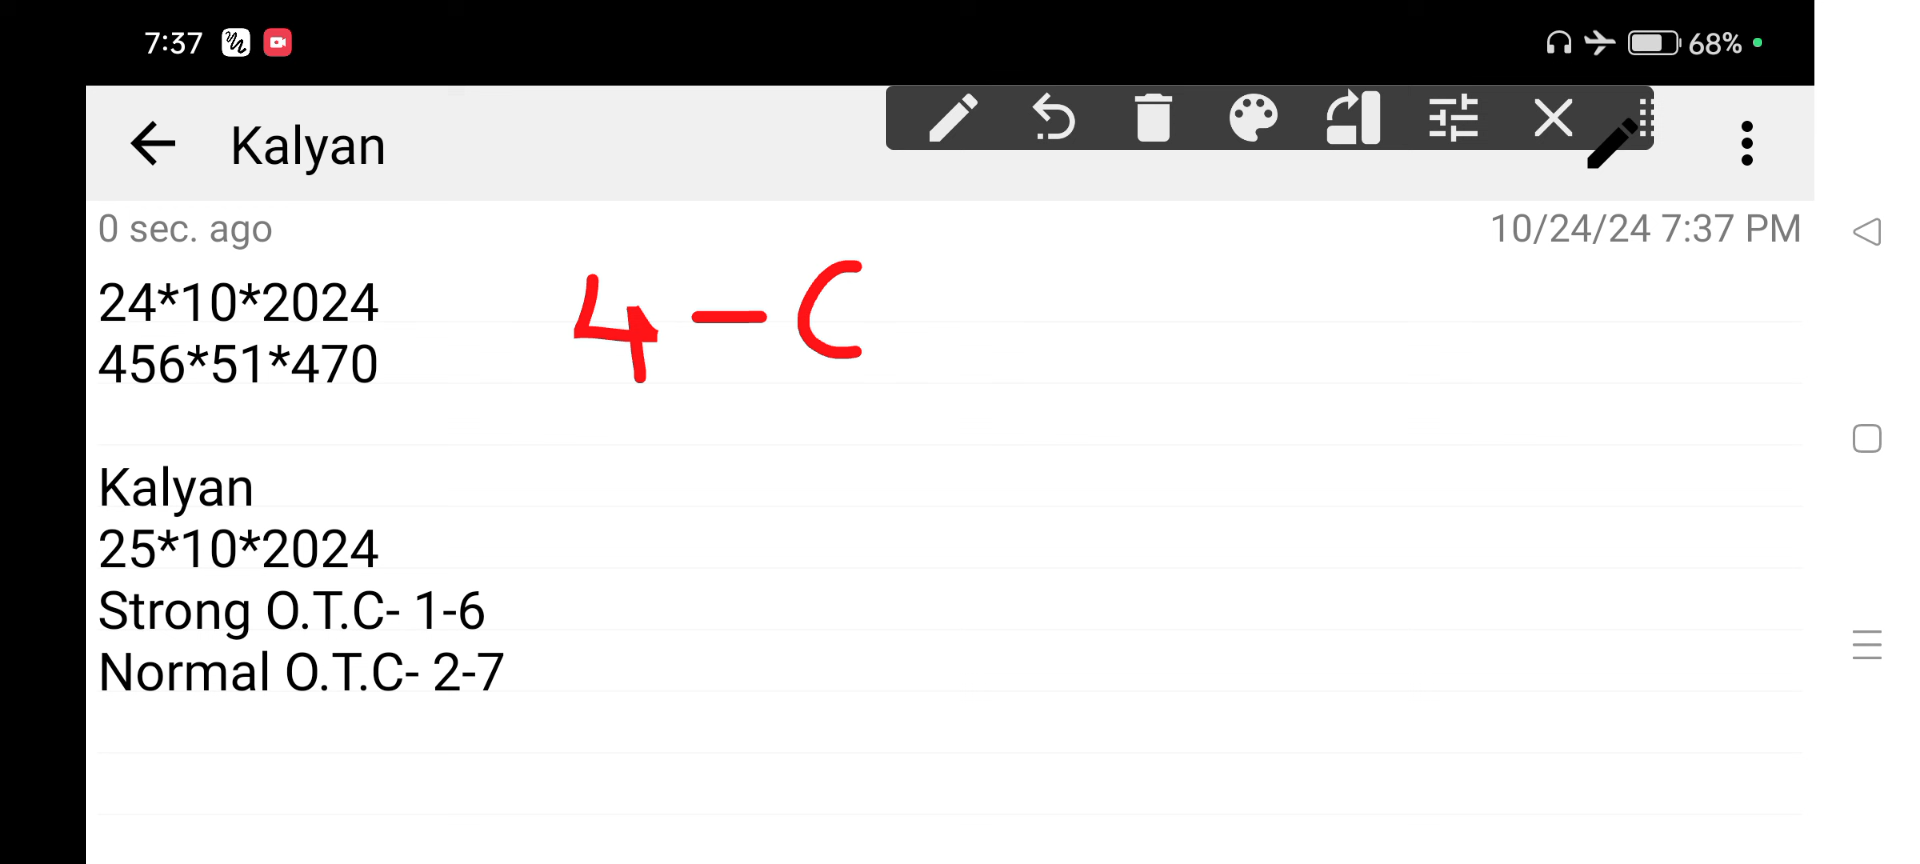 7:37 68%
Kalyan
0 sec. ago 10/24/24 7:37 PM
24*10*2024
4-C
456*51*470
Kalyan
25*10*2024
Strong O.T.C- 1-6
Normal O.T.C- 2-7